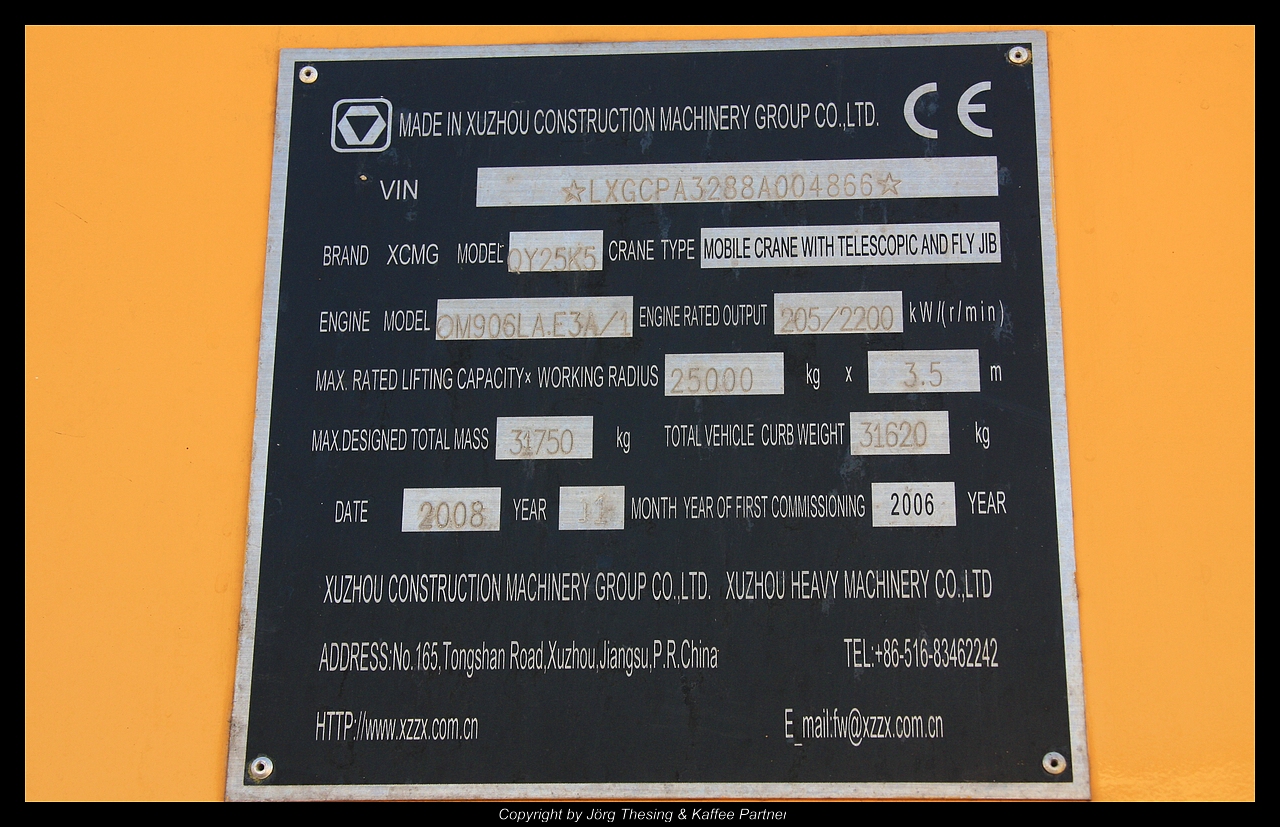 MADE IN XUZHOU CONSTRUCTION MACHINERY GROUP CO.,LTD. CE
VIN ☆LXGCPA3288A004866☆
BRAND XCMG MODEL QY25K5 CRANE TYPE MOBILE CRANE WITH TELESCOPIC AND FLY JIB
ENGINE MODEL OM906LA.E3A/1 ENGINE RATED OUTPUT 205/2200 kW/(r/min)
MAX. RATED LIFTING CAPACITY× WORKING RADIUS 25000 kg x 3.5 m
MAX.DESIGNED TOTAL MASS 31750 kg TOTAL VEHICLE CURB WEIGHT 31620 kg
DATE 2008 YEAR 11 MONTH YEAR OF FIRST COMMISSIONING 2006 YEAR
XUZHOU CONSTRUCTION MACHINERY GROUP CO.,LTD. XUZHOU HEAVY MACHINERY CO.,LTD
ADDRESS:No.165,Tongshan Road,Xuzhou,Jiangsu,P.R.China TEL:+86-516-83462242
HTTP://www.xzzx.com.cn E_mail:fw@xzzx.com.cn
Copyright by Jörg Thesing & Kaffee Partner